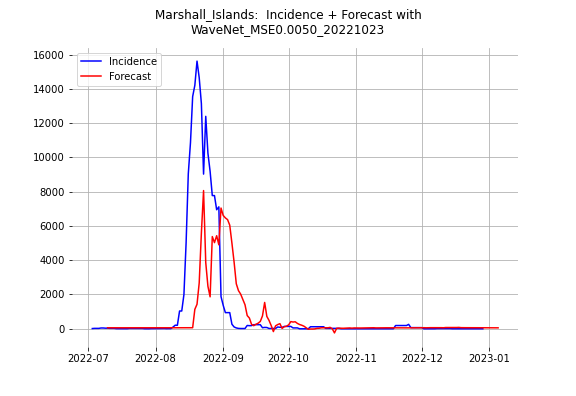 Marshall_Islands:  Incidence + Forecast with
WaveNet_MSE0.0050_20221023
Incidence
Forecast
16000
14000
12000
10000
8000
6000
4000
2000
0
2022-07 2022-08 2022-09 2022-10 2022-11 2022-12 2023-01